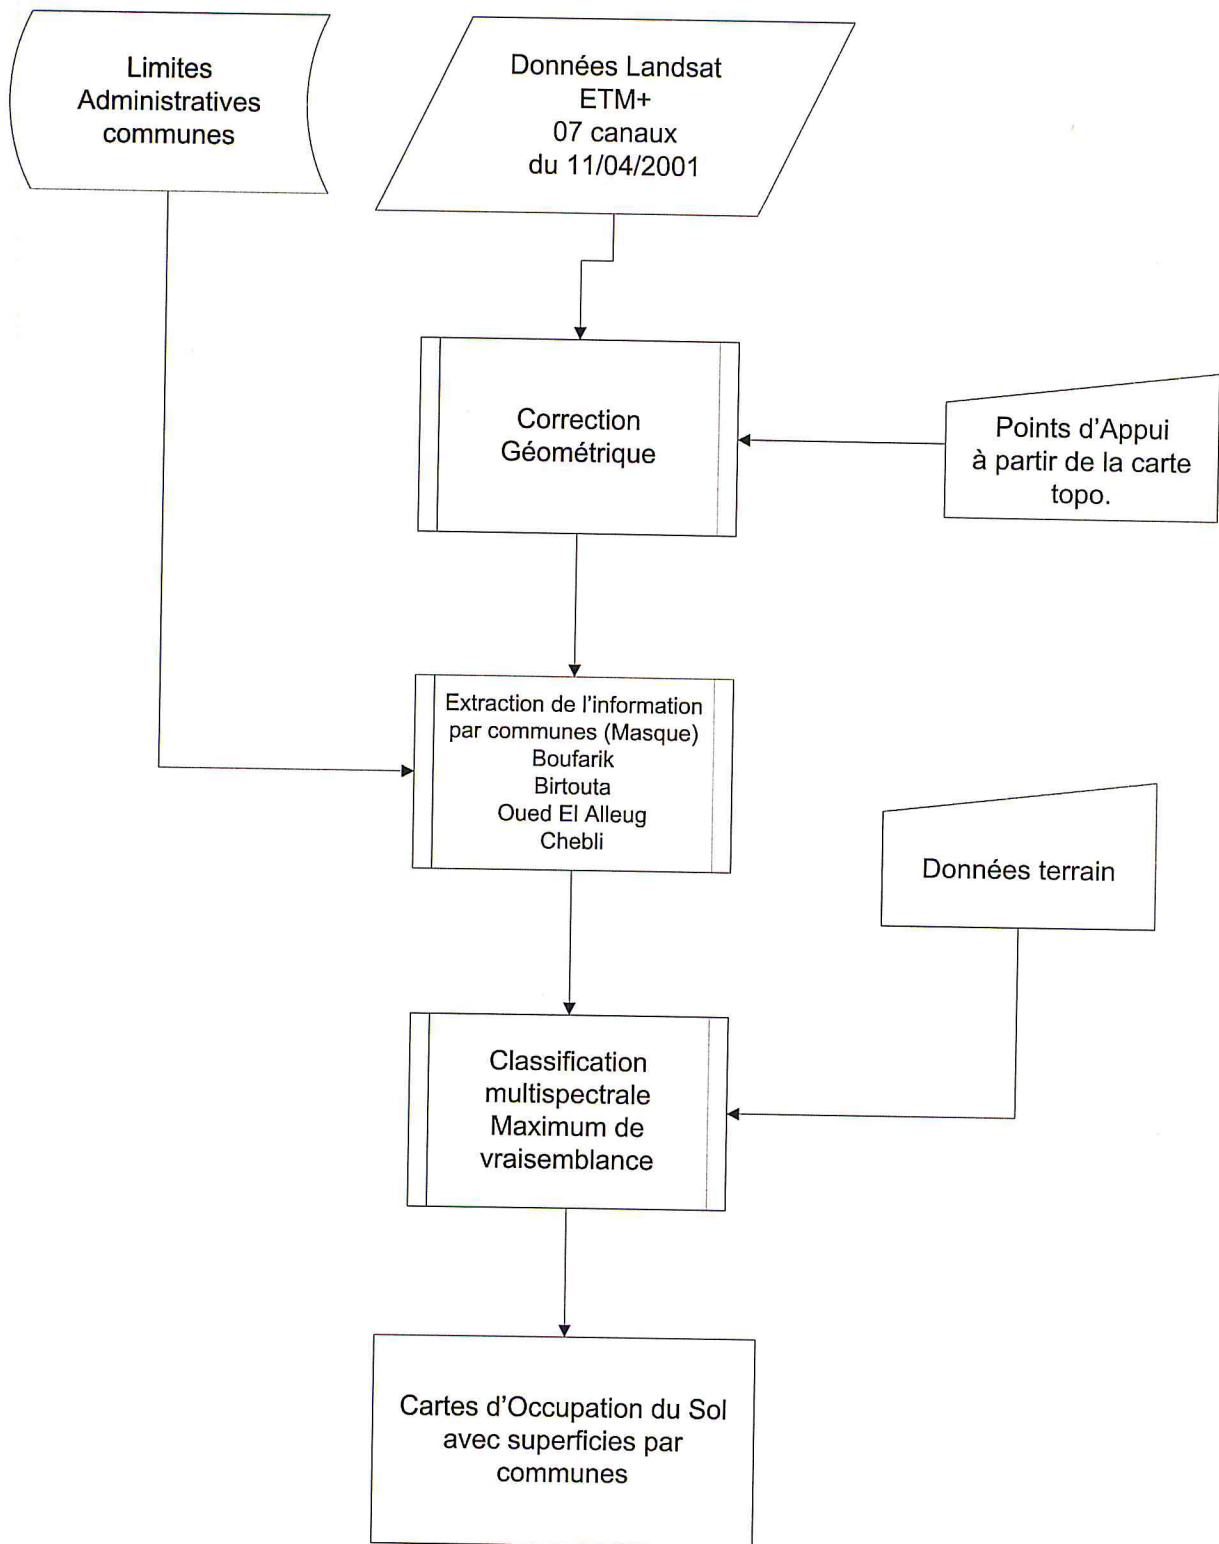 Limites
Administratives
communes
Données Landsat
ETM+
07 canaux
du 11/04/2001
Correction
Géométrique
Points d'Appui
à partir de la carte
topo.
Extraction de l'information
par communes (Masque)
Boufarik
Birtouta
Oued El Alleug
Chebli
Données terrain
Classification
multispectrale
Maximum de
vraisemblance
Cartes d'Occupation du Sol
avec superficies par
communes